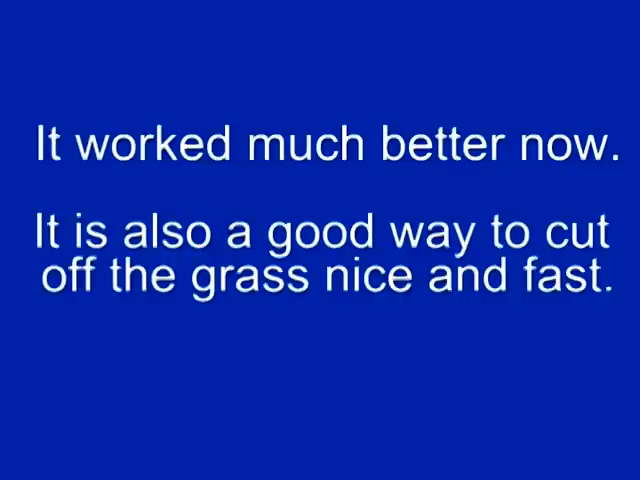 It worked much better now.
It is also a good way to cut
off the grass nice and fast.